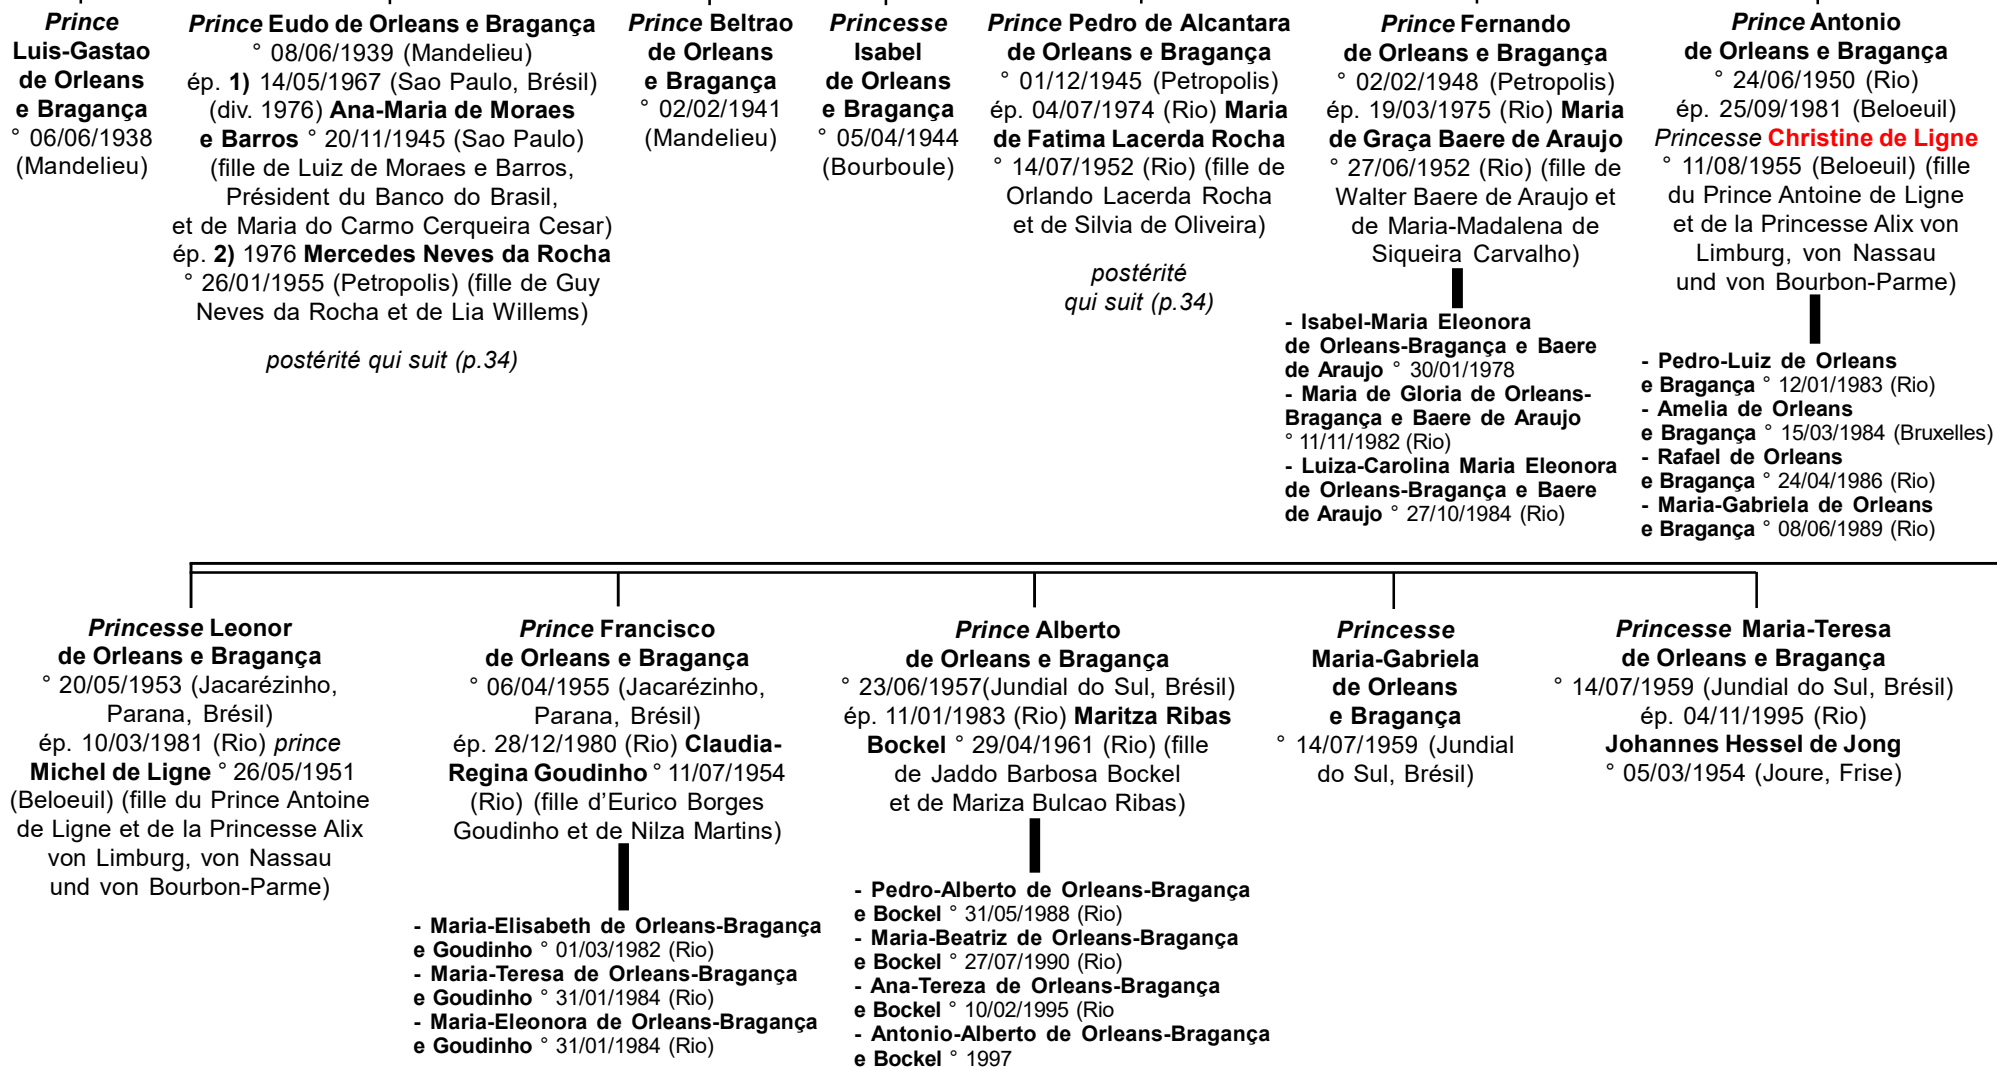 Prince
Luis-Gastao
de Orleans
e Bragança
° 06/06/1938
(Mandelieu)
Prince Eudo de Orleans e Bragança
° 08/06/1939 (Mandelieu)
ép. 1) 14/05/1967 (Sao Paulo, Brésil)
(div. 1976) Ana-Maria de Moraes
e Barros ° 20/11/1945 (Sao Paulo)
(fille de Luiz de Moraes e Barros,
Président du Banco do Brasil,
et de Maria do Carmo Cerqueira Cesar)
ép. 2) 1976 Mercedes Neves da Rocha
° 26/01/1955 (Petropolis) (fille de Guy
Neves da Rocha et de Lia Willems)
postérité qui suit (p.34)
Prince Beltrao
de Orleans
e Bragança
° 02/02/1941
(Mandelieu)
Princesse
Isabel
de Orleans
e Bragança
° 05/04/1944
(Bourboule)
Prince Pedro de Alcantara
de Orleans e Bragança
° 01/12/1945 (Petropolis)
ép. 04/07/1974 (Rio) Maria
de Fatima Lacerda Rocha
° 14/07/1952 (Rio) (fille de
Orlando Lacerda Rocha
et de Silvia de Oliveira)
postérité
qui suit (p.34)
Prince Fernando
de Orleans e Bragança
° 02/02/1948 (Petropolis)
ép. 19/03/1975 (Rio) Maria
de Graça Baere de Araujo
° 27/06/1952 (Rio) (fille de
Walter Baere de Araujo et
de Maria-Madalena de
Siqueira Carvalho)
- Isabel-Maria Eleonora
de Orleans-Bragança e Baere
de Araujo ° 30/01/1978
- Maria de Gloria de Orleans-
Bragança e Baere de Araujo
° 11/11/1982 (Rio)
- Luiza-Carolina Maria Eleonora
de Orleans-Bragança e Baere
de Araujo ° 27/10/1984 (Rio)
Prince Antonio
de Orleans e Bragança
° 24/06/1950 (Rio)
ép. 25/09/1981 (Beloeuil)
Princesse Christine de Ligne
° 11/08/1955 (Beloeuil) (fille
du Prince Antoine de Ligne
et de la Princesse Alix von
Limburg, von Nassau
und von Bourbon-Parme)
- Pedro-Luiz de Orleans
e Bragança ° 12/01/1983 (Rio)
- Amelia de Orleans
e Bragança ° 15/03/1984 (Bruxelles)
- Rafael de Orleans
e Bragança ° 24/04/1986 (Rio)
- Maria-Gabriela de Orleans
e Bragança ° 08/06/1989 (Rio)
Princesse Leonor
de Orleans e Bragança
° 20/05/1953 (Jacarézinho,
Parana, Brésil)
ép. 10/03/1981 (Rio) prince
Michel de Ligne ° 26/05/1951
(Beloeuil) (fille du Prince Antoine
de Ligne et de la Princesse Alix
von Limburg, von Nassau
und von Bourbon-Parme)
Prince Francisco
de Orleans e Bragança
° 06/04/1955 (Jacarézinho,
Parana, Brésil)
ép. 28/12/1980 (Rio) Claudia-
Regina Goudinho ° 11/07/1954
(Rio) (fille d'Eurico Borges
Goudinho et de Nilza Martins)
- Maria-Elisabeth de Orleans-Bragança
e Goudinho ° 01/03/1982 (Rio)
- Maria-Teresa de Orleans-Bragança
e Goudinho ° 31/01/1984 (Rio)
- Maria-Eleonora de Orleans-Bragança
e Goudinho ° 31/01/1984 (Rio)
Prince Alberto
de Orleans e Bragança
° 23/06/1957(Jundial do Sul, Brésil)
ép. 11/01/1983 (Rio) Maritza Ribas
Bockel ° 29/04/1961 (Rio) (fille
de Jaddo Barbosa Bockel
et de Mariza Bulcao Ribas)
- Pedro-Alberto de Orleans-Bragança
e Bockel ° 31/05/1988 (Rio)
- Maria-Beatriz de Orleans-Bragança
e Bockel ° 27/07/1990 (Rio)
- Ana-Tereza de Orleans-Bragança
e Bockel ° 10/02/1995 (Rio
- Antonio-Alberto de Orleans-Bragança
e Bockel ° 1997
Princesse
Maria-Gabriela
de Orleans
e Bragança
° 14/07/1959 (Jundial
do Sul, Brésil)
Princesse Maria-Teresa
de Orleans e Bragança
° 14/07/1959 (Jundial do Sul, Brésil)
ép. 04/11/1995 (Rio)
Johannes Hessel de Jong
° 05/03/1954 (Joure, Frise)